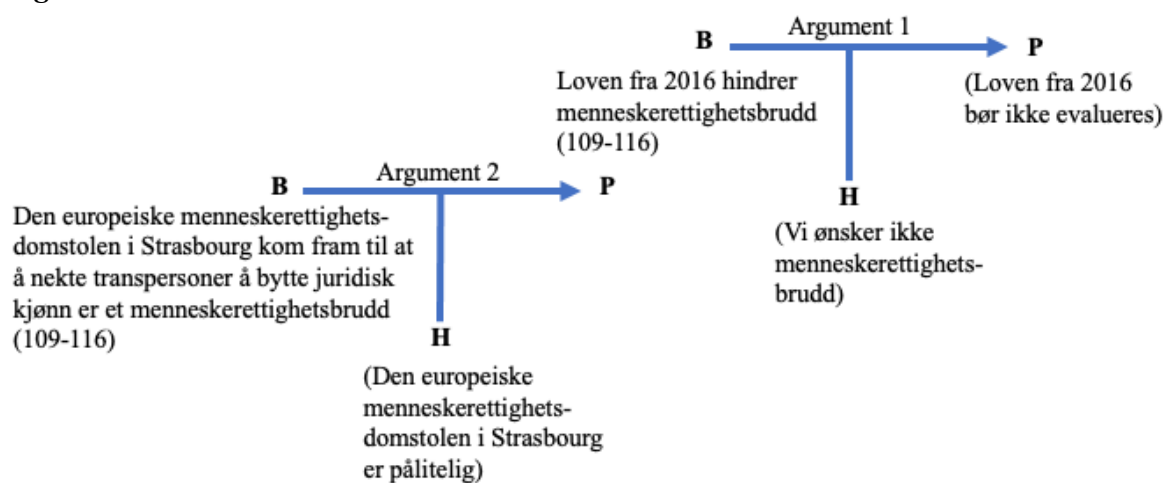 Argument 1
B
P
Loven fra 2016 hindrer
menneskerettighetsbrudd
(109-116)
(Loven fra 2016
bør ikke evalueres)
H
(Vi ønsker ikke
menneskerettighets-
brudd)
Argument 2
B
P
Den europeiske menneskerettighets-
domstolen i Strasbourg kom fram til at
å nekte transpersoner å bytte juridisk
kjønn er et menneskerettighetsbrudd
(109-116)
H
(Den europeiske
menneskerettighets-
domstolen i Strasbourg
er pålitelig)